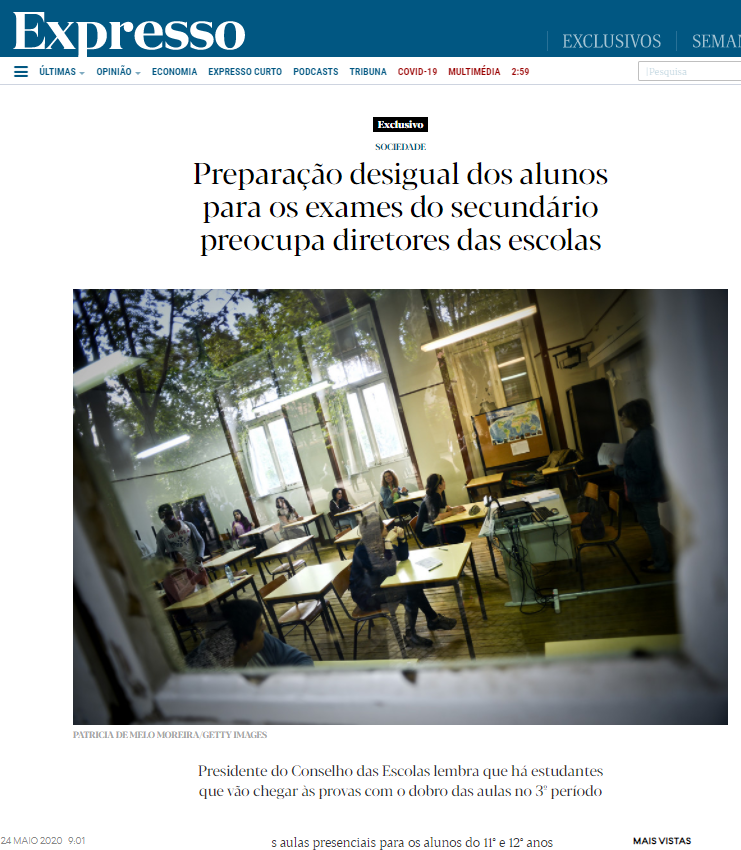 Expresso
EXCLUSIVOS
ÚLTIMAS OPINIÃO ECONOMIA EXPRESSO CURTO PODCASTS TRIBUNA COVID-19 MULTIMÉDIA 2:59
Pesquisa
Exclusivo
SOCIEDADE
Preparação desigual dos alunos
para os exames do secundário
preocupa diretores das escolas
PATRICIA DE MELO MOREIRA/GETTY IMAGES
Presidente do Conselho das Escolas lembra que há estudantes
que vão chegar às provas com o dobro das aulas no 3º período
24 MAIO 2020 9:01
s aulas presenciais para os alunos do 11° e 12° anos
MAIS VISTAS